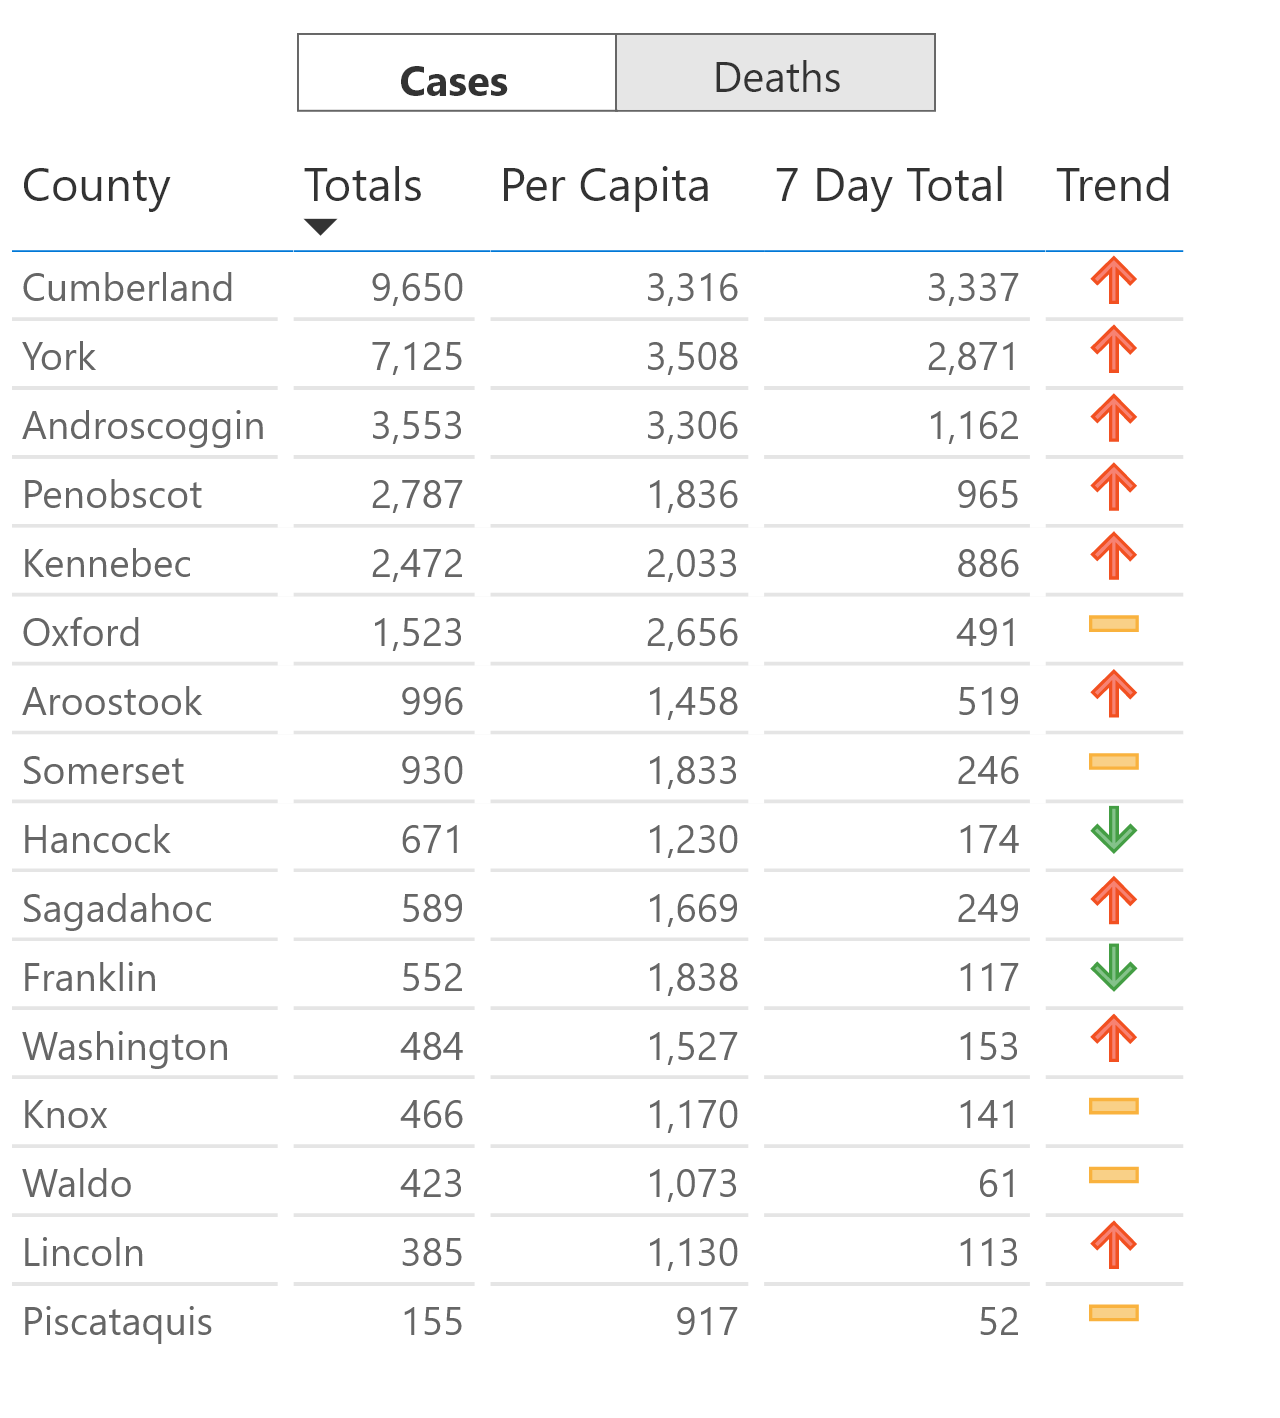 Cases Deaths
County Totals Per Capita 7 Day Total Trend
Cumberland 9,650 3,316 3,337
York 7,125 3,508 2,871
Androscoggin 3,553 3,306 1,162
Penobscot 2,787 1,836 965
Kennebec 2,472 2,033 886
Oxford 1,523 2,656 491
Aroostook 996 1,458 519
Somerset 930 1,833 246
Hancock 671 1,230 174
Sagadahoc 589 1,669 249
Franklin 552 1,838 117
Washington 484 1,527 153
Knox 466 1,170 141
Waldo 423 1,073 61
Lincoln 385 1,130 113
Piscataquis 155 917 52